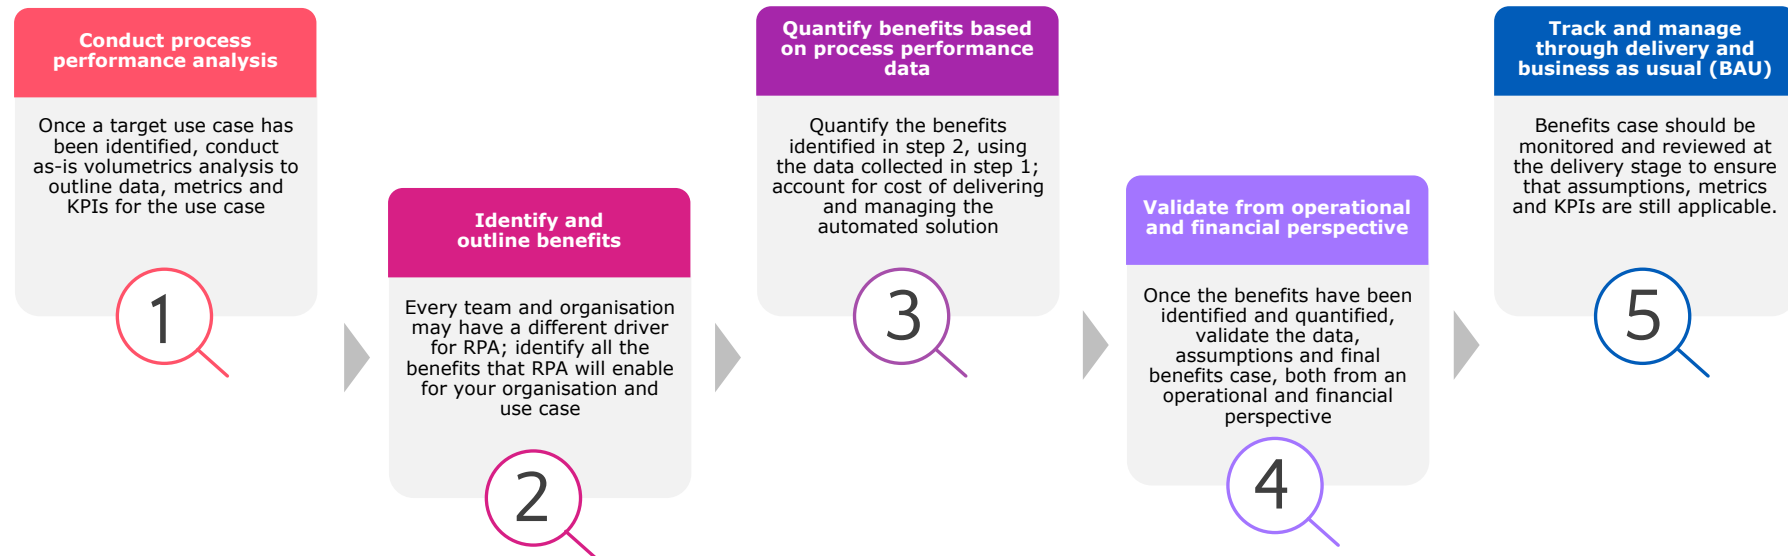 Conduct process
performance analysis
Once a target use case has
been identified, conduct
as-is volumetrics analysis to
outline data, metrics and
KPIs for the use case
1
Identify and
outline benefits
Every team and organisation
may have a different driver
for RPA; identify all the
benefits that RPA will enable
for your organisation and
use case
2
Quantify benefits based
on process performance
data
Quantify the benefits
identified in step 2, using
the data collected in step 1;
account for cost of delivering
and managing the
automated solution
3
Validate from operational
and financial perspective
Once the benefits have been
identified and quantified,
validate the data,
assumptions and final
benefits case, both from an
operational and financial
perspective
4
Track and manage
through delivery and
business as usual (BAU)
Benefits case should be
monitored and reviewed at
the delivery stage to ensure
that assumptions, metrics
and KPIs are still applicable.
5